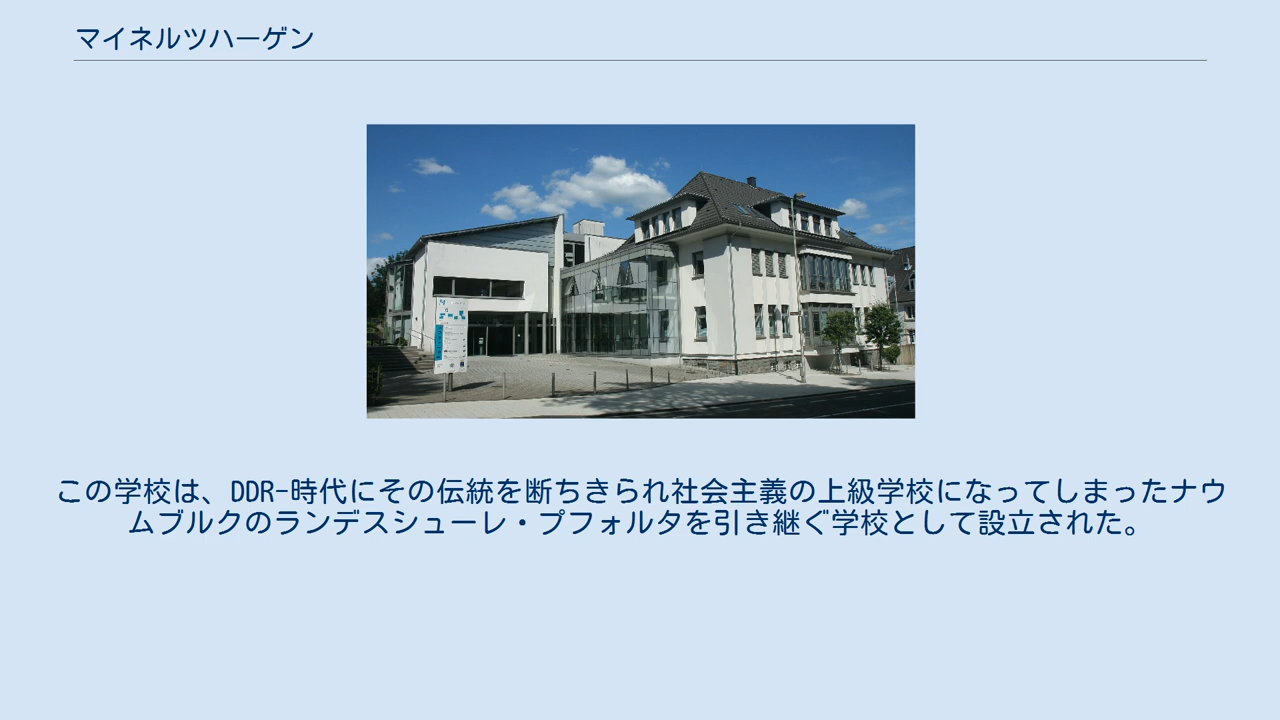 マイネルツハーゲン
この学校は、DDR-時代にその伝統を断ちきられ社会主義の上級学校になってしまったナウ
ムブルクのランデスシューレ・プフォルタを引き継ぐ学校として設立された。